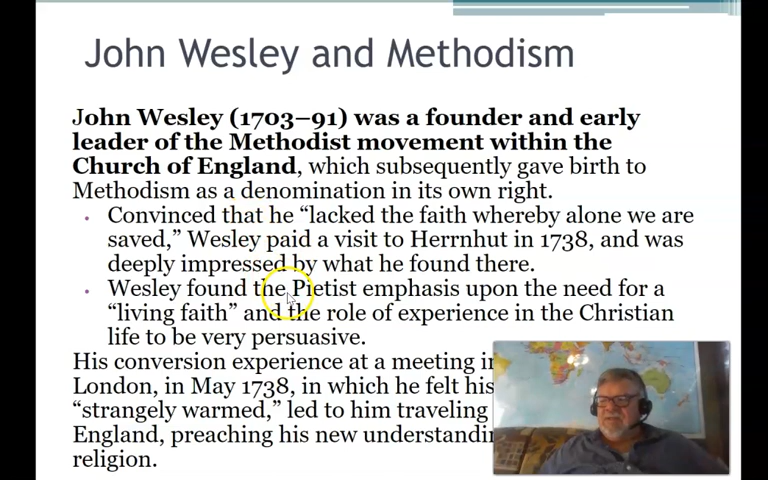 John Wesley and Methodism
John Wesley (1703–91) was a founder and early
leader of the Methodist movement within the
Church of England, which subsequently gave birth to
Methodism as a denomination in its own right.
• Convinced that he “lacked the faith whereby alone we are
saved,” Wesley paid a visit to Herrnhut in 1738, and was
deeply impressed by what he found there.
• Wesley found the Pietist emphasis upon the need for a
“living faith” and the role of experience in the Christian
life to be very persuasive.
His conversion experience at a meeting
London, in May 1738, in which he felt his
“strangely warmed,” led to him traveling
England, preaching his new
religion.